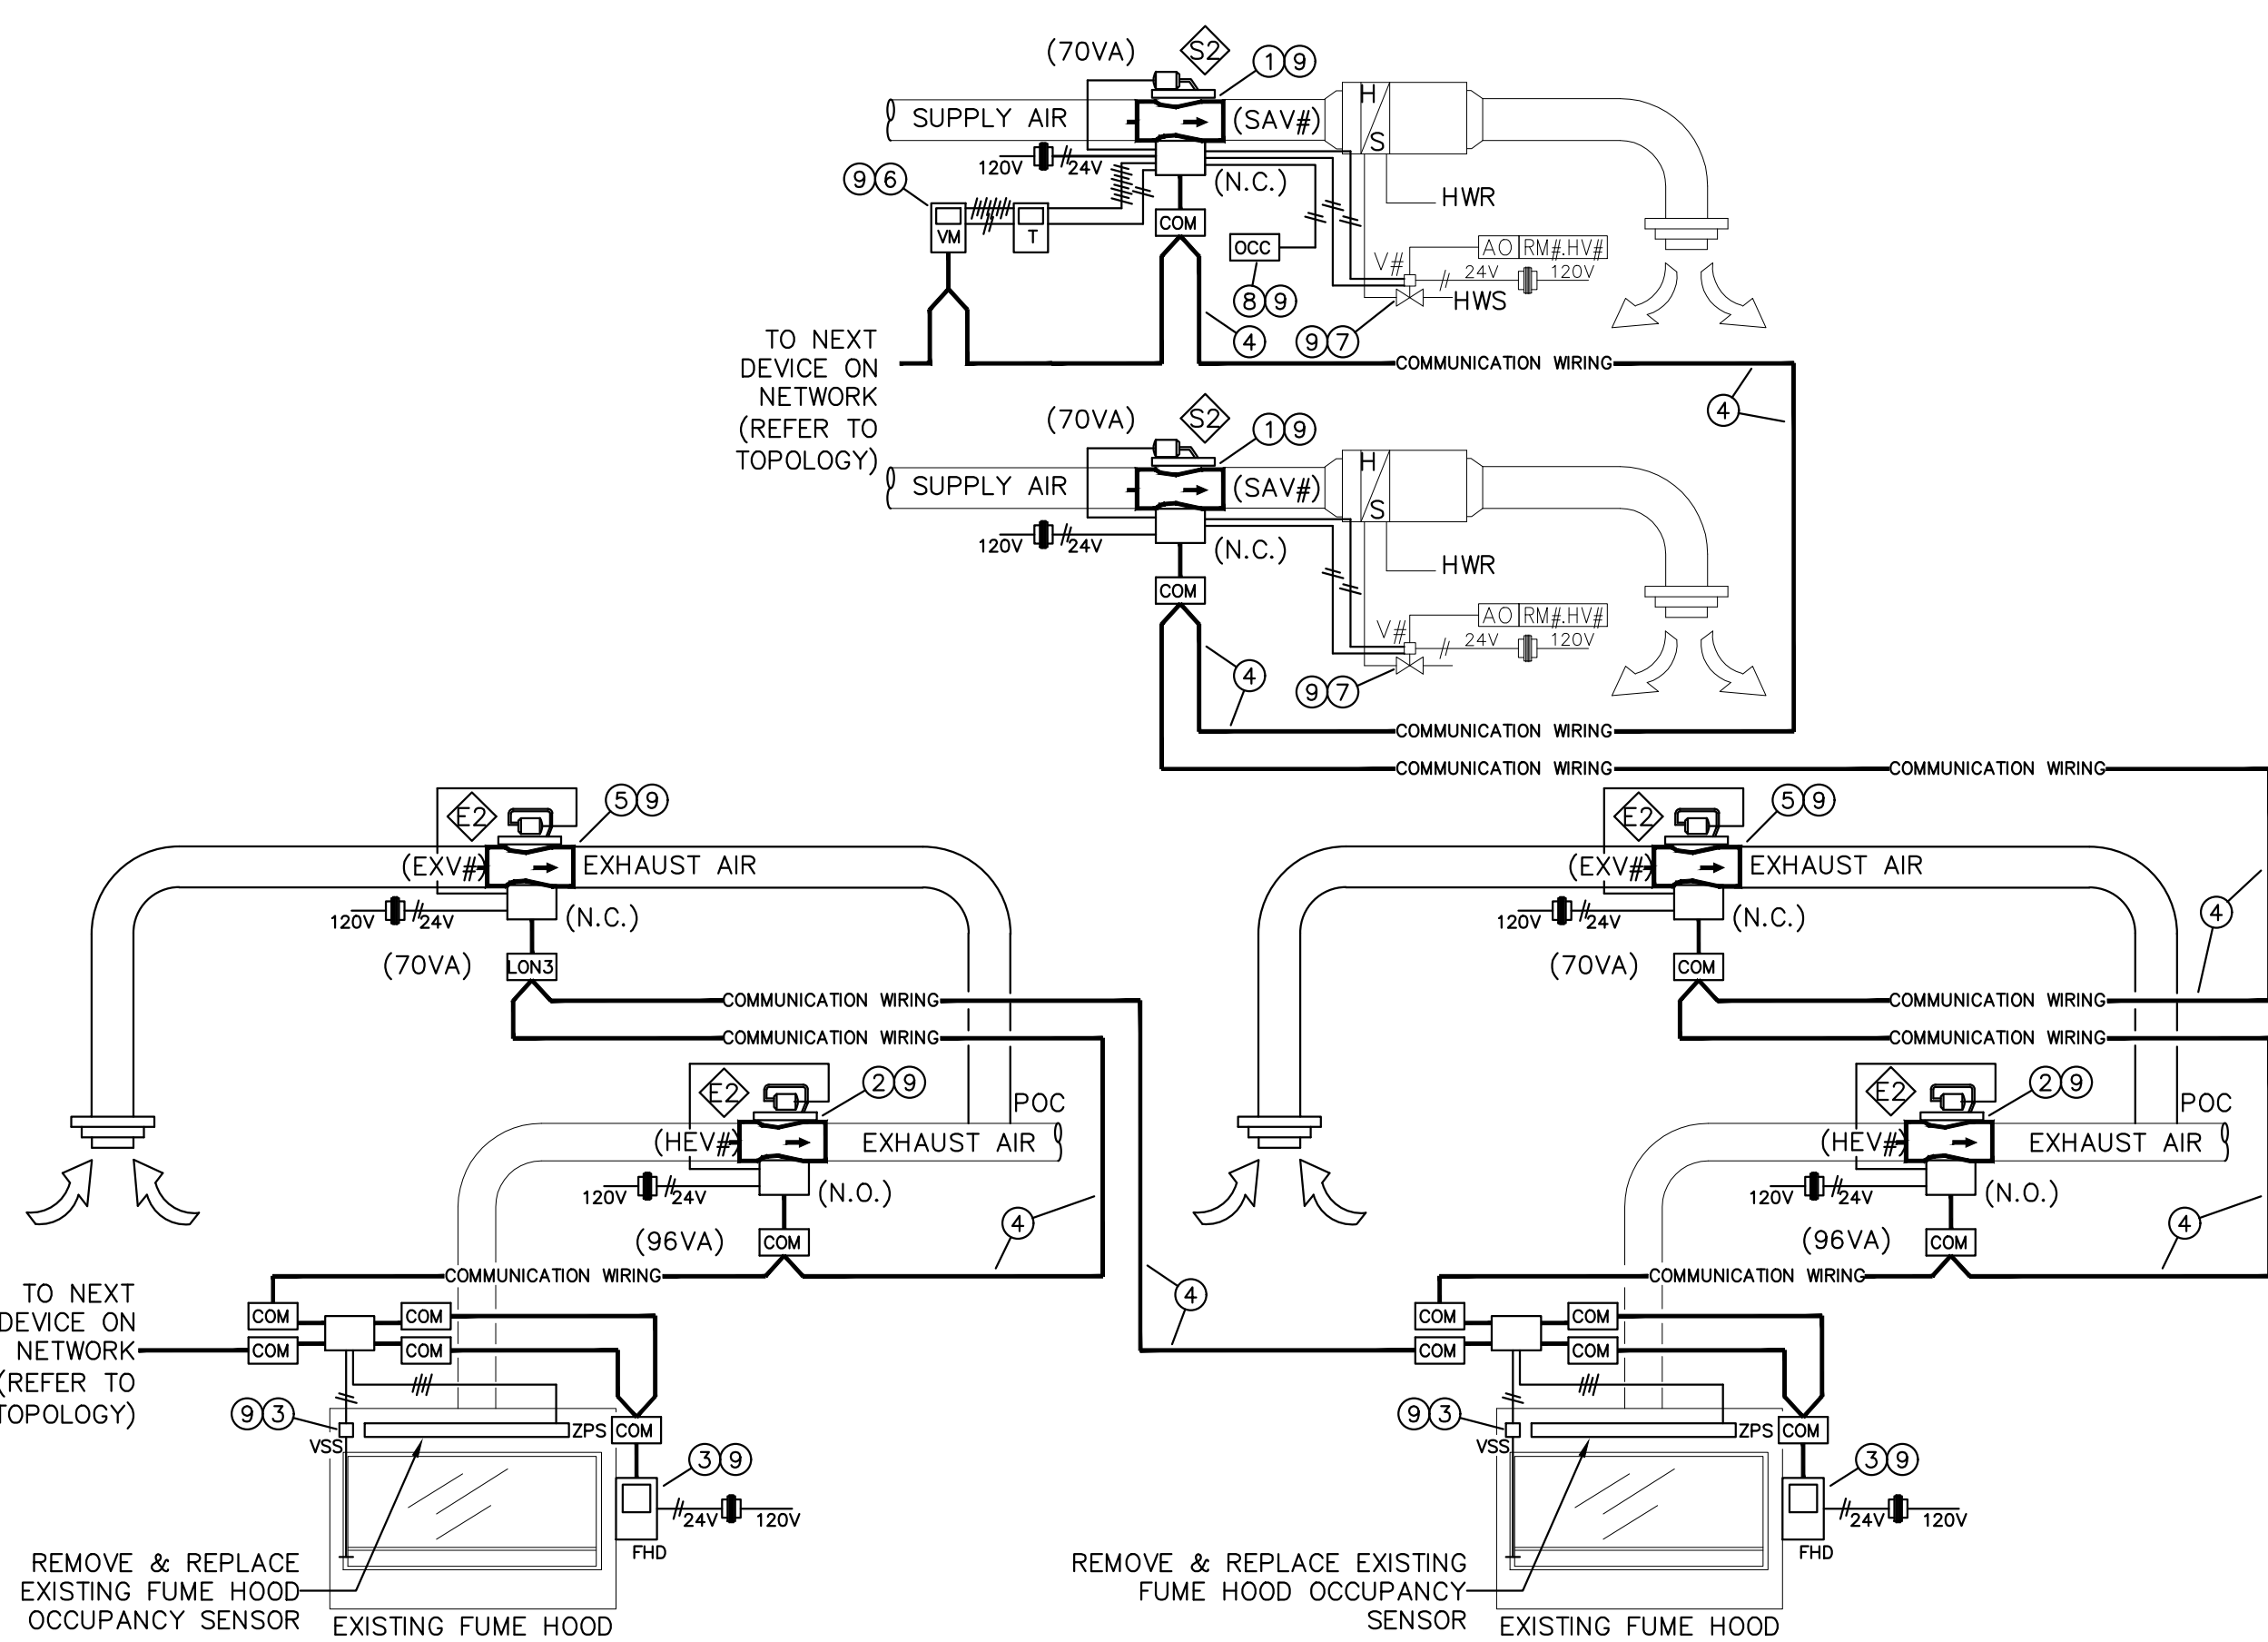 (70VA)
S2
1 9
SUPPLY AIR
(SAV#)
H
S
120V
24V
(N.C.)
9 6
VM
T
COM
OCC
8 9
HWR
V#
AO
RM#.HV#
24V
120V
HWS
9 7
4
TO NEXT
DEVICE ON
NETWORK
(REFER TO
TOPOLOGY)
COMMUNICATION WIRING
4
(70VA)
S2
1 9
SUPPLY AIR
(SAV#)
H
S
120V
24V
(N.C.)
HWR
COM
V#
AO
RM#.HV#
24V
120V
9 7
4
COMMUNICATION WIRING
COMMUNICATION WIRING
COMMUNICATION WIRING
E2
5 9
(EXV#)
EXHAUST AIR
120V
24V
(N.C.)
(70VA)
LON3
COMMUNICATION WIRING
COMMUNICATION WIRING
E2
2 9
POC
(HEV#)
EXHAUST AIR
120V
24V
(N.O.)
(96VA)
COM
4
COMMUNICATION WIRING
4
TO NEXT
DEVICE ON
NETWORK
(REFER TO
TOPOLOGY)
COM
COM
COM
COM
9 3
VSS
ZPS
COM
3 9
24V
120V
FHD
REMOVE & REPLACE
EXISTING FUME HOOD
OCCUPANCY SENSOR
EXISTING FUME HOOD
E2
5 9
(EXV#)
EXHAUST AIR
4
120V
24V
(N.C.)
(70VA)
COM
COMMUNICATION WIRING
COMMUNICATION WIRING
E2
2 9
POC
(HEV#)
EXHAUST AIR
120V
24V
(N.O.)
(96VA)
COM
4
COMMUNICATION WIRING
COM
COM
COM
COM
9 3
VSS
ZPS
COM
3 9
24V
120V
FHD
REMOVE & REPLACE EXISTING
FUME HOOD OCCUPANCY
SENSOR
EXISTING FUME HOOD